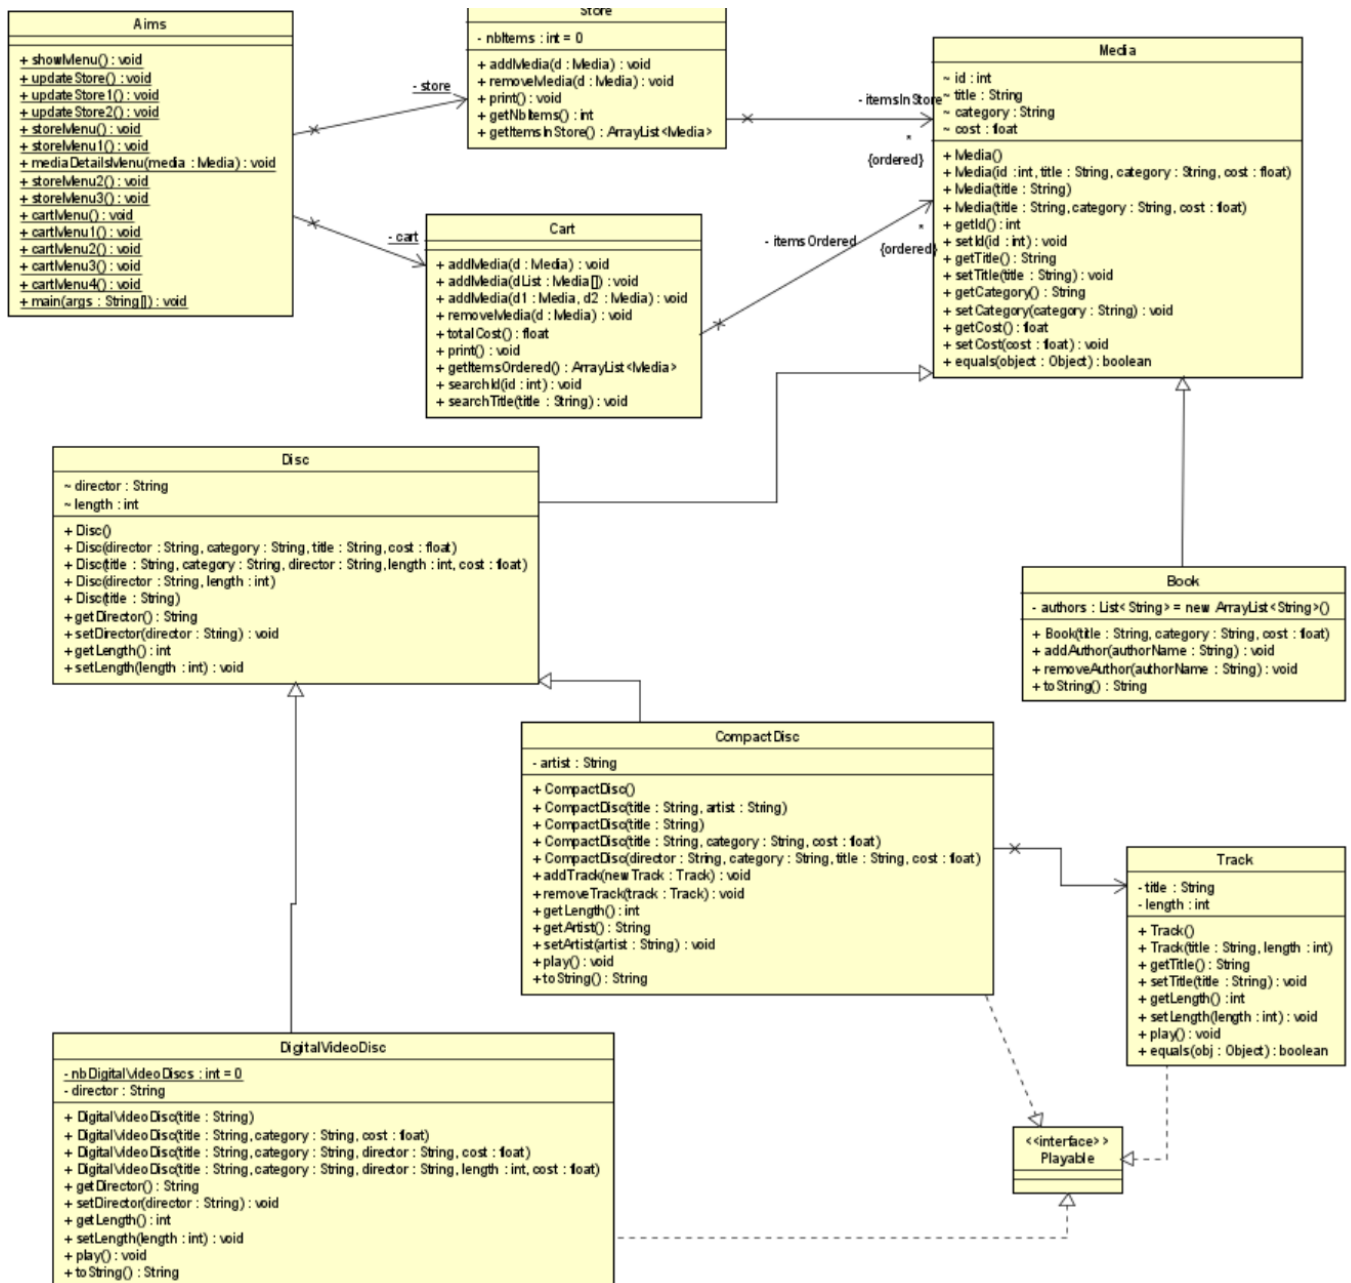 Aims
+ showMenu() : void
+ updateStore() : void
+ updateStore1() : void
+ updateStore2() : void
+ storeMenu() : void
+ storeMenu1() : void
+ mediaDetailsMenu(media : Media) : void
+ storeMenu2() : void
+ storeMenu3() : void
+ cartMenu() : void
+ cartMenu1() : void
+ cartMenu2() : void
+ cartMenu3() : void
+ cartMenu4() : void
+ main(args : String[]) : void
- store
- cart
Store
- nbItems : int = 0
+ addMedia(d : Media) : void
+ removeMedia(d : Media) : void
+ print() : void
+ getNbItems() : int
+ getItemsInStore() : ArrayList<Media>
- itemsInStore
*
{ordered}
Cart
+ addMedia(d : Media) : void
+ addMedia(dList : Media[]) : void
+ addMedia(d1 : Media, d2 : Media) : void
+ removeMedia(d : Media) : void
+ totalCost() : float
+ print() : void
+ getItemsOrdered() : ArrayList<Media>
+ searchId(id : int) : void
+ searchTitle(title : String) : void
- itemsOrdered
*
{ordered}
Media
~ id : int
~ title : String
~ category : String
~ cost : float
+ Media()
+ Media(id : int, title : String, category : String, cost : float)
+ Media(title : String)
+ Media(title : String, category : String, cost : float)
+ getId() : int
+ setId(id : int) : void
+ getTitle() : String
+ setTitle(title : String) : void
+ getCategory() : String
+ setCategory(category : String) : void
+ getCost() : float
+ setCost(cost : float) : void
+ equals(object : Object) : boolean
Disc
~ director : String
~ length : int
+ Disc()
+ Disc(director : String, category : String, title : String, cost : float)
+ Disc(title : String, category : String, director : String, length : int, cost : float)
+ Disc(director : String, length : int)
+ Disc(title : String)
+ getDirector() : String
+ setDirector(director : String) : void
+ getLength() : int
+ setLength(length : int) : void
Book
- authors : List<String> = new ArrayList<String>()
+ Book(title : String, category : String, cost : float)
+ addAuthor(authorName : String) : void
+ removeAuthor(authorName : String) : void
+ toString() : String
CompactDisc
- artist : String
+ CompactDisc()
+ CompactDisc(title : String, artist : String)
+ CompactDisc(title : String)
+ CompactDisc(title : String, category : String, cost : float)
+ CompactDisc(director : String, category : String, title : String, cost : float)
+ addTrack(newTrack : Track) : void
+ removeTrack(track : Track) : void
+ getLength() : int
+ getArtist() : String
+ setArtist(artist : String) : void
+ play() : void
+ toString() : String
Track
- title : String
- length : int
+ Track()
+ Track(title : String, length : int)
+ getTitle() : String
+ setTitle(title : String) : void
+ getLength() : int
+ setLength(length : int) : void
+ play() : void
+ equals(obj : Object) : boolean
DigitalVideoDisc
- nbDigitalVideoDiscs : int = 0
- director : String
+ DigitalVideoDisc(title : String)
+ DigitalVideoDisc(title : String, category : String, cost : float)
+ DigitalVideoDisc(title : String, category : String, director : String, cost : float)
+ DigitalVideoDisc(title : String, category : String, director : String, length : int, cost : float)
+ getDirector() : String
+ setDirector(director : String) : void
+ getLength() : int
+ setLength(length : int) : void
+ play() : void
+ toString() : String
<<interface>>
Playable